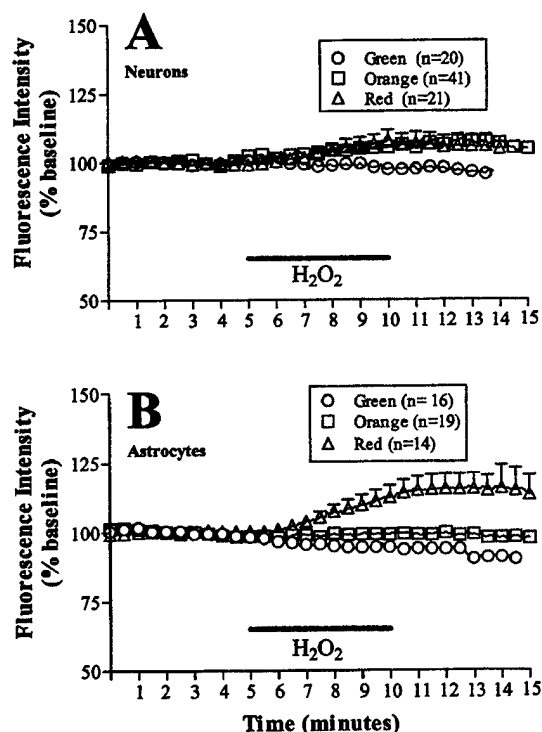 A
Neurons
Green (n=20)
Orange (n=41)
Red (n=21)
Fluorescence Intensity
(% baseline)
150
125
100
75
50
H₂O₂
1 2 3 4 5 6 7 8 9 10 11 12 13 14 15
B
Astrocytes
Green (n= 16)
Orange (n=19)
Red (n=14)
Fluorescence Intensity
(% baseline)
150
125
100
75
50
H₂O₂
1 2 3 4 5 6 7 8 9 10 11 12 13 14 15
Time (minutes)